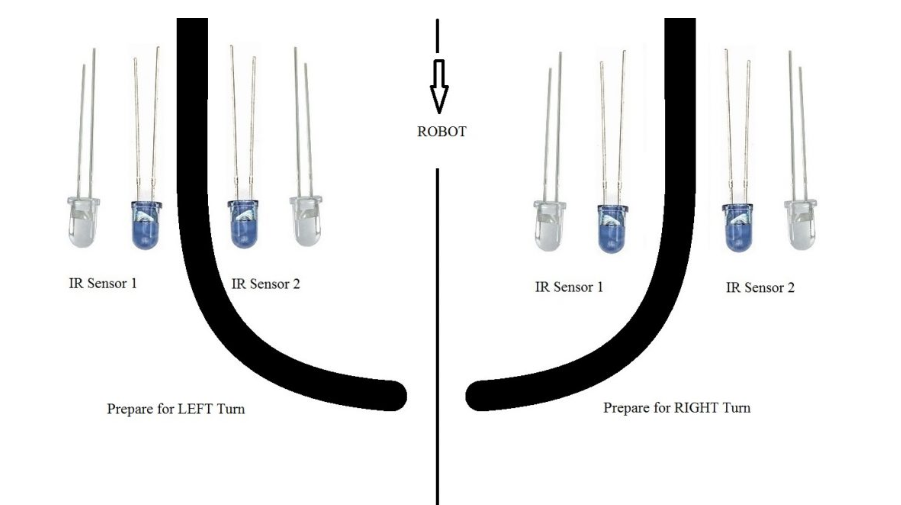 ROBOT
IR Sensor 1
IR Sensor 2
Prepare for LEFT Turn
IR Sensor 1
IR Sensor 2
Prepare for RIGHT Turn